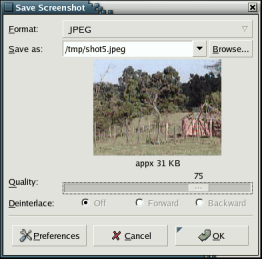 Save Screenshot
Format: JPEG
Save as: /tmp/shot5.jpeg Browse...
appx 31 KB
75
Quality:
Deinterlace: Off Forward Backward
Preferences Cancel OK